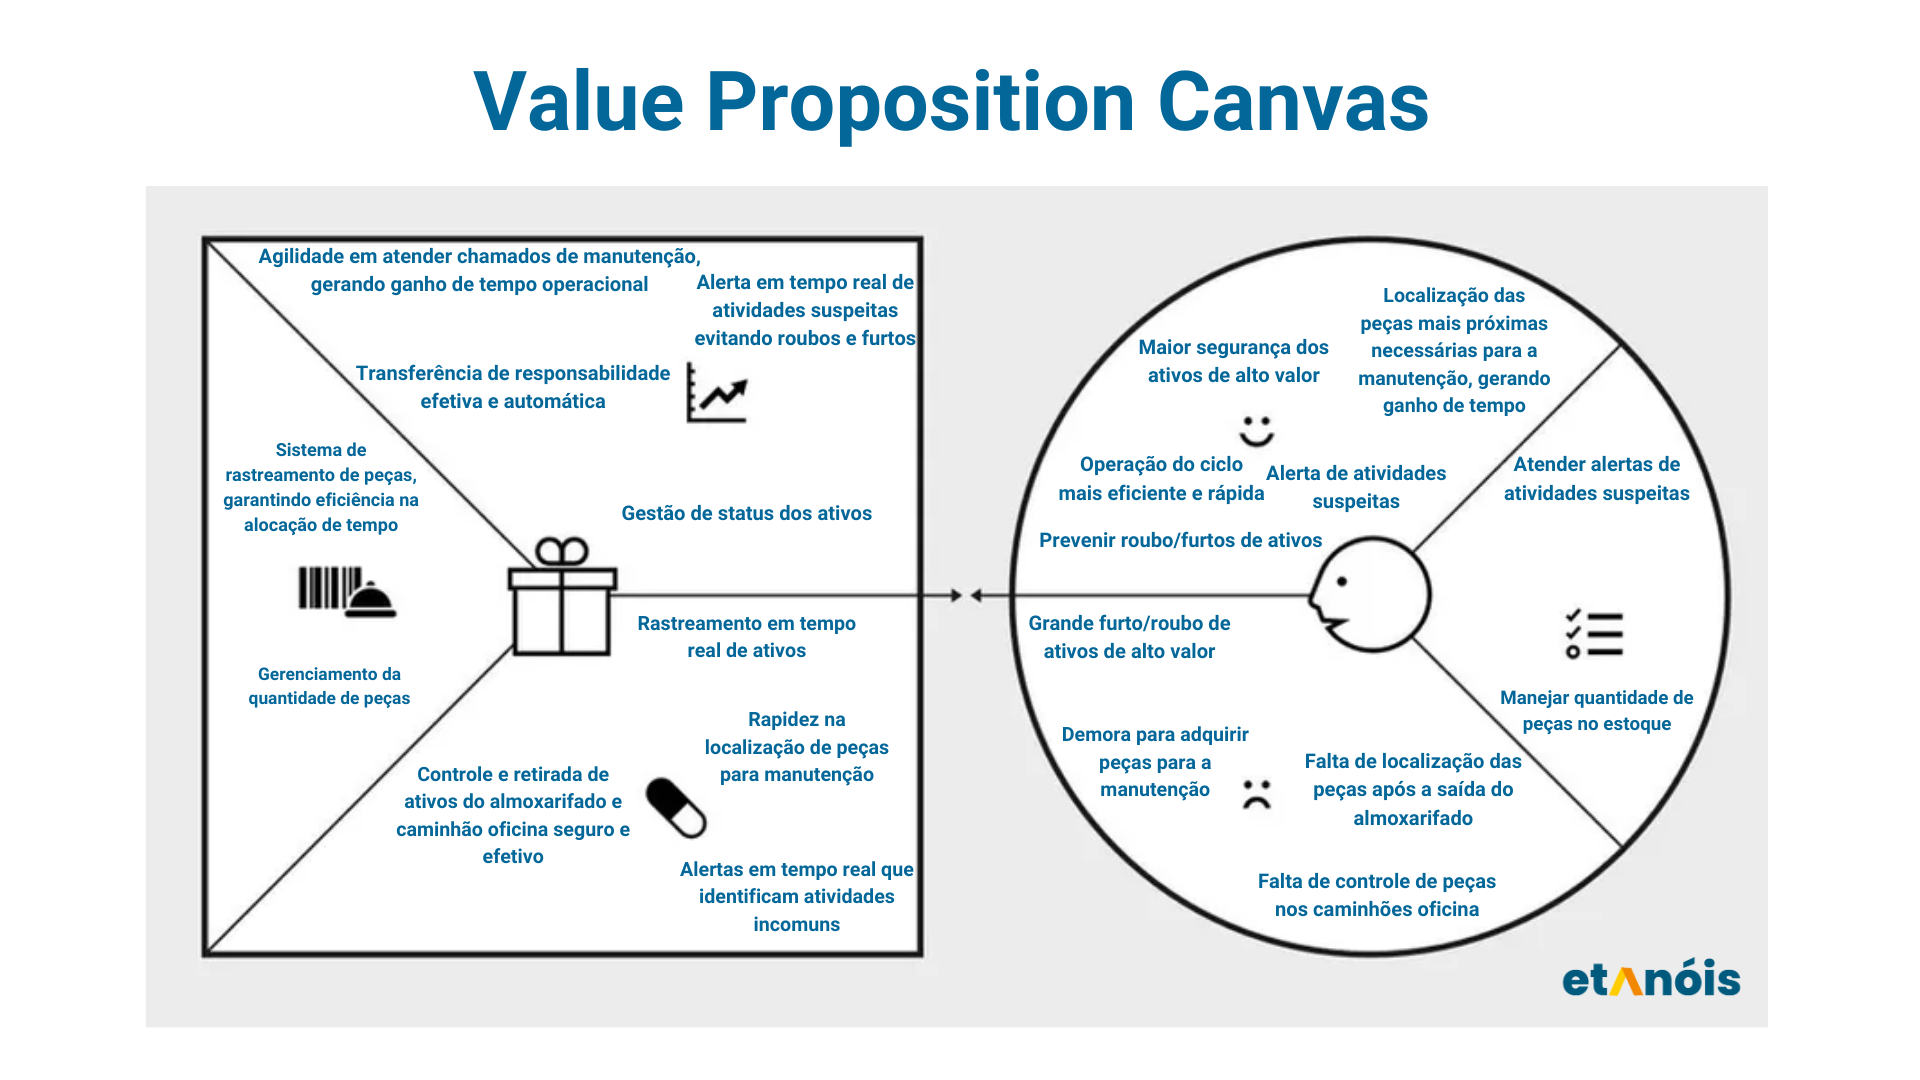 Value Proposition Canvas
Agilidade em atender chamados de manutenção,
gerando ganho de tempo operacional
Alerta em tempo real de
atividades suspeitas
evitando roubos e furtos
Transferência de responsabilidade
efetiva e automática
Sistema de
rastreamento de peças,
garantindo eficiência na
alocação de tempo
Gestão de status dos ativos
Gerenciamento da
quantidade de peças
Rastreamento em tempo
real de ativos
Rapidez na
localização de peças
para manutenção
Controle e retirada de
ativos do almoxarifado e
caminhão oficina seguro e
efetivo
Alertas em tempo real que
identificam atividades
incomuns
Localização das
peças mais próximas
necessárias para a
manutenção, gerando
ganho de tempo
Maior segurança dos
ativos de alto valor
Operação do ciclo
mais eficiente e rápida
Alerta de atividades
suspeitas
Atender alertas de
atividades suspeitas
Prevenir roubo/furtos de ativos
Grande furto/roubo de
ativos de alto valor
Manejar quantidade de
peças no estoque
Demora para adquirir
peças para a
manutenção
Falta de localização das
peças após a saída do
almoxarifado
Falta de controle de peças
nos caminhões oficina
etanóis